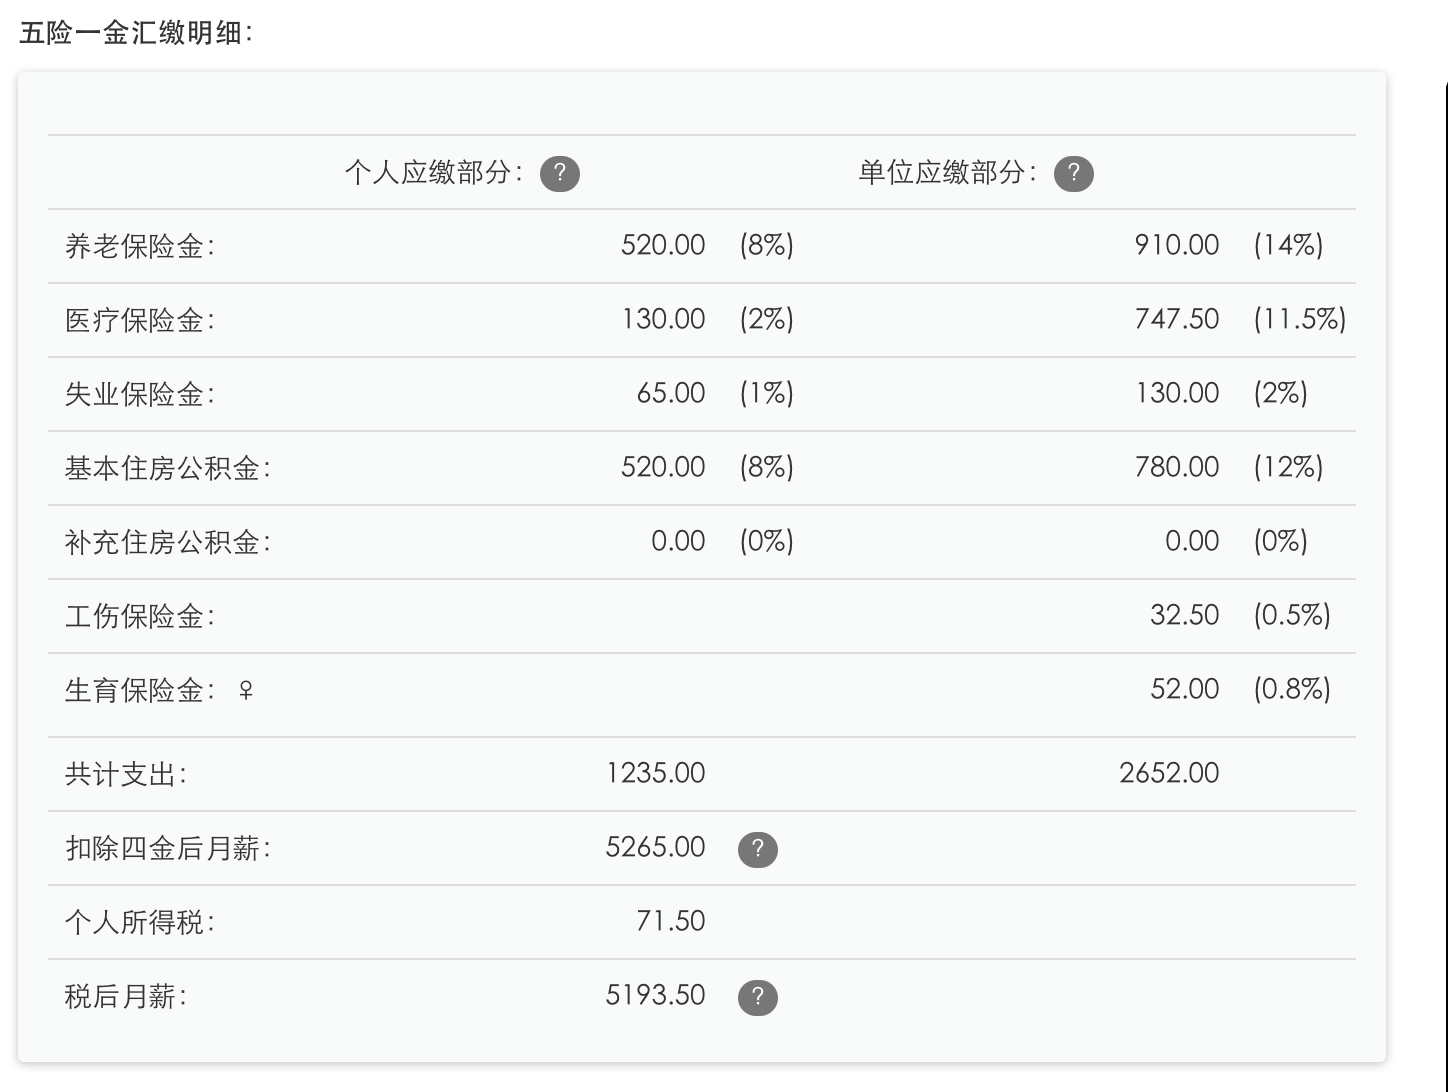 五险一金汇缴明细：
个人应缴部分： ? 单位应缴部分： ?
养老保险金： 520.00 (8%) 910.00 (14%)
医疗保险金： 130.00 (2%) 747.50 (11.5%)
失业保险金： 65.00 (1%) 130.00 (2%)
基本住房公积金： 520.00 (8%) 780.00 (12%)
补充住房公积金： 0.00 (0%) 0.00 (0%)
工伤保险金： 32.50 (0.5%)
生育保险金： ♀ 52.00 (0.8%)
共计支出： 1235.00 2652.00
扣除四金后月薪： 5265.00 ?
个人所得税： 71.50
税后月薪： 5193.50 ?